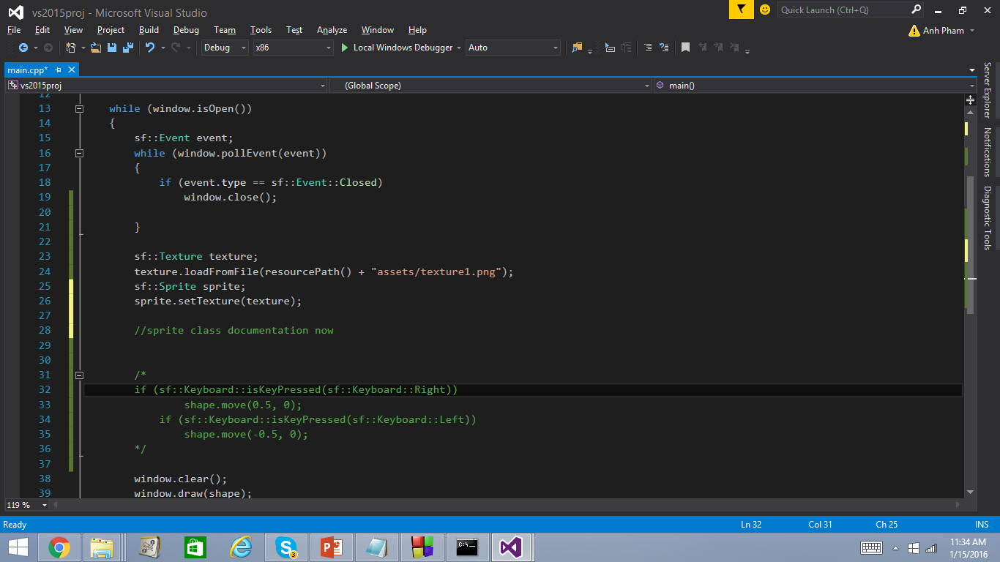 vs2015proj - Microsoft Visual Studio
Quick Launch (Ctrl+Q)
File Edit View Project Build Debug Team Tools Test Analyze Window Help
Anh Pham
Debug x86 Local Windows Debugger Auto
main.cpp*
vs2015proj (Global Scope) main()
12
13 while (window.isOpen())
14 {
15 sf::Event event;
16 while (window.pollEvent(event))
17 {
18 if (event.type == sf::Event::Closed)
19 window.close();
20
21 }
22
23 sf::Texture texture;
24 texture.loadFromFile(resourcePath() + "assets/texture1.png");
25 sf::Sprite sprite;
26 sprite.setTexture(texture);
27
28 //sprite class documentation now
29
30
31 /*
32 if (sf::Keyboard::isKeyPressed(sf::Keyboard::Right))
33 shape.move(0.5, 0);
34 if (sf::Keyboard::isKeyPressed(sf::Keyboard::Left))
35 shape.move(-0.5, 0);
36 */
37
38 window.clear();
39 window.draw(shape);
119 %
Server Explorer
Notifications
Diagnostic Tools
Ready Ln 32 Col 31 Ch 25 INS
3
C:\
11:34 AM
1/15/2016